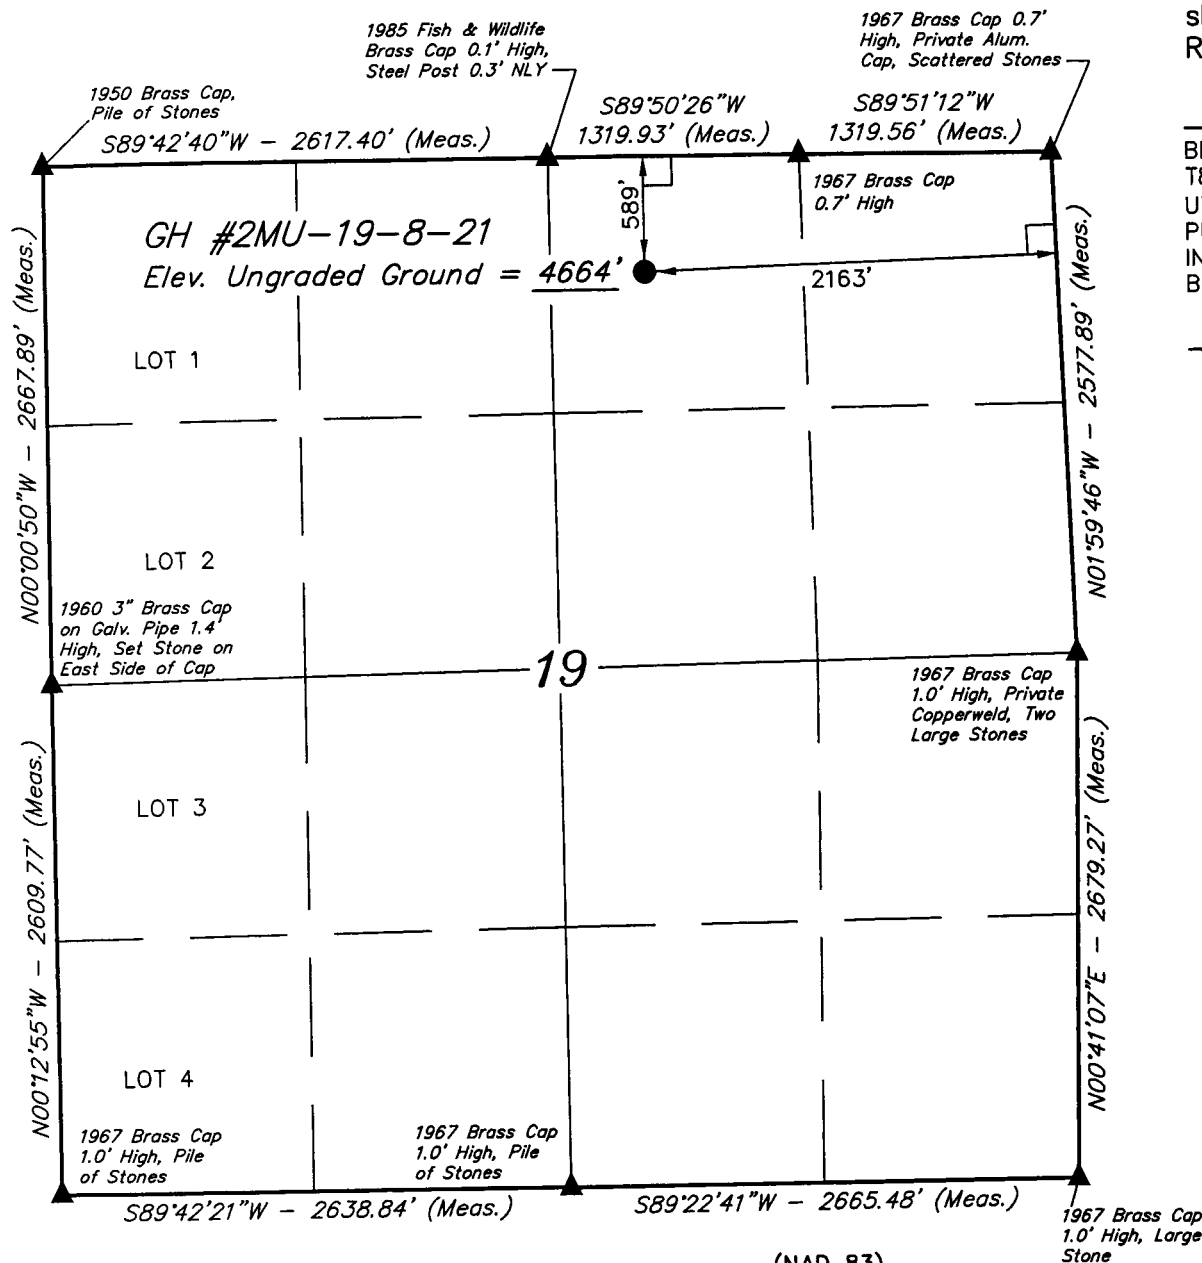 1985 Fish & Wildlife
Brass Cap 0.1' High,
Steel Post 0.3' NLY
1967 Brass Cap 0.7'
High, Private Alum.
Cap, Scattered Stones
1950 Brass Cap,
Pile of Stones
S89°42'40"W - 2617.40' (Meas.)
S89°50'26"W
1319.93' (Meas.)
S89°51'12"W
1319.56' (Meas.)
1967 Brass Cap
0.7' High
589'
GH #2MU-19-8-21
Elev. Ungraded Ground = 4664'
2163'
N00°00'50"W - 2667.89' (Meas.)
N01°59'46"W - 2577.89' (Meas.)
LOT 1
LOT 2
1960 3" Brass Cap
on Galv. Pipe 1.4'
High, Set Stone on
East Side of Cap
19
1967 Brass Cap
1.0' High, Private
Copperweld, Two
Large Stones
LOT 3
N00°12'55"W - 2609.77' (Meas.)
N00°41'07"E - 2679.27' (Meas.)
LOT 4
1967 Brass Cap
1.0' High, Pile
of Stones
1967 Brass Cap
1.0' High, Pile
of Stones
S89°42'21"W - 2638.84' (Meas.)
S89°22'41"W - 2665.48' (Meas.)
1967 Brass Cap
1.0' High, Large
Stone
(NAD 83)